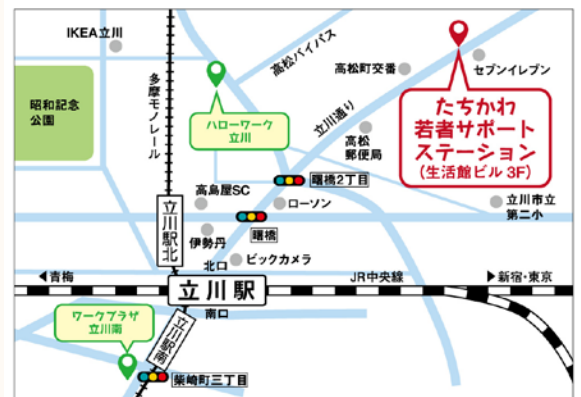 IKEA立川
高松バイパス
高松町交番
セブンイレブン
昭和記念
公園
多摩モノレール
ハローワーク
立川
立川通り
高松
郵便局
たちかわ
若者サポート
ステーション
(生活館ビル 3F)
曙橋2丁目
高島屋SC
ローソン
立川市立
第二小
立川駅北
伊勢丹
曙橋
北口
ビックカメラ
◀青梅
JR中央線
▶新宿・東京
立川駅
南口
ワークプラザ
立川南
立川駅南
柴崎町三丁目